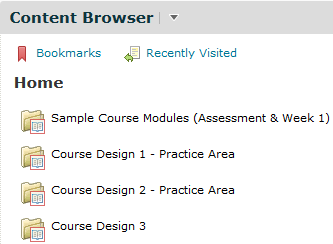 Content Browser
Bookmarks Recently Visited
Home
Sample Course Modules (Assessment & Week 1)
Course Design 1 - Practice Area
Course Design 2 - Practice Area
Course Design 3